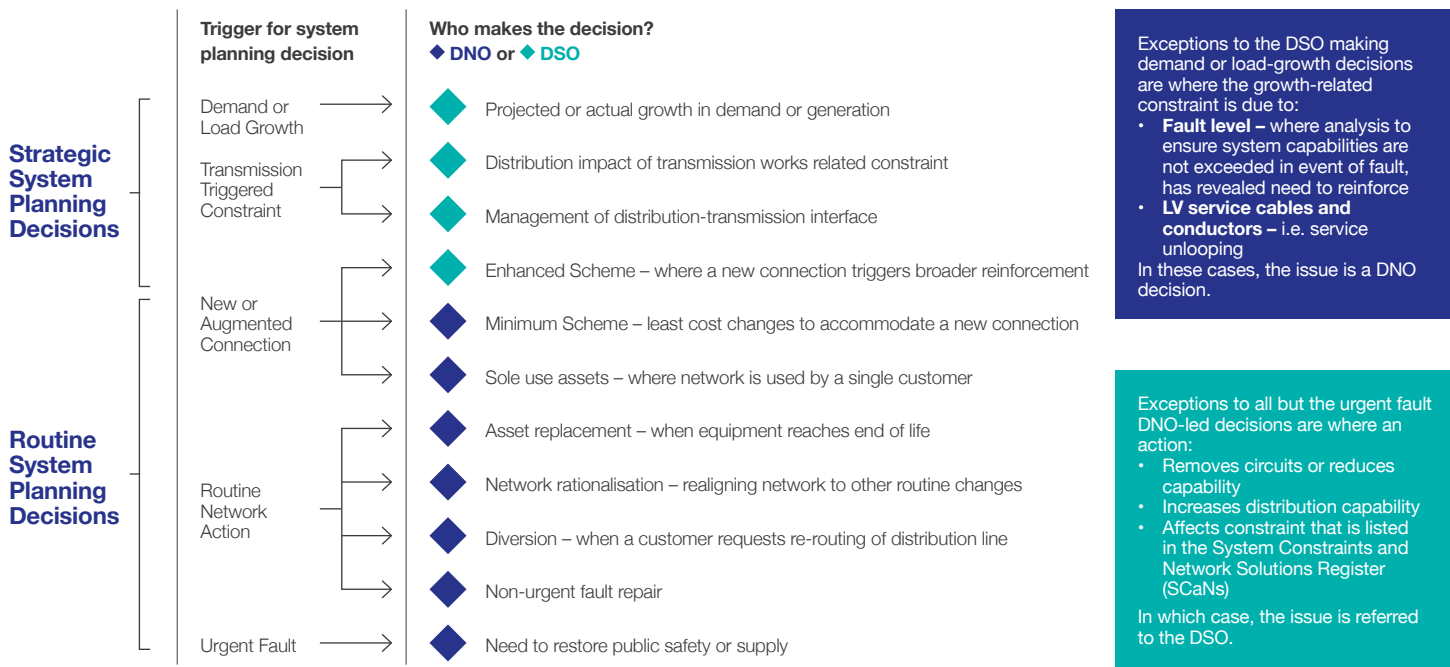 Trigger for system
planning decision
Who makes the decision?
DNO or DSO
Strategic
System
Planning
Decisions
Demand or
Load Growth
Projected or actual growth in demand or generation
Transmission
Triggered
Constraint
Distribution impact of transmission works related constraint
Management of distribution-transmission interface
New or
Augmented
Connection
Enhanced Scheme – where a new connection triggers broader reinforcement
Minimum Scheme – least cost changes to accommodate a new connection
Sole use assets – where network is used by a single customer
Routine
System
Planning
Decisions
Routine
Network
Action
Asset replacement – when equipment reaches end of life
Network rationalisation – realigning network to other routine changes
Diversion – when a customer requests re-routing of distribution line
Non-urgent fault repair
Urgent Fault
Need to restore public safety or supply
Exceptions to the DSO making
demand or load-growth decisions
are where the growth-related
constraint is due to:
• Fault level – where analysis to
ensure system capabilities are
not exceeded in event of fault,
has revealed need to reinforce
• LV service cables and
conductors – i.e. service
unlooping
In these cases, the issue is a DNO
decision.
Exceptions to all but the urgent fault
DNO-led decisions are where an
action:
• Removes circuits or reduces
capability
• Increases distribution capability
• Affects constraint that is listed
in the System Constraints and
Network Solutions Register
(SCaNs)
In which case, the issue is referred
to the DSO.